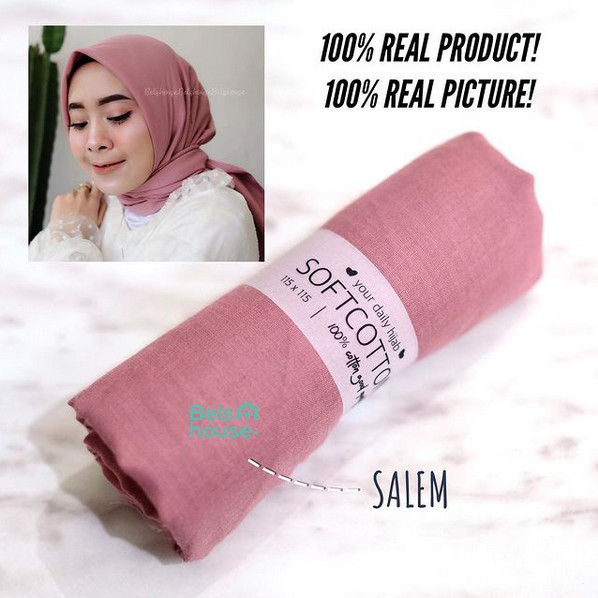 100% REAL PRODUCT!
100% REAL PICTURE!
your daily hijab
SOFTCOTTO
115 x 115 | 100% cotton
Bels
house
SALEM